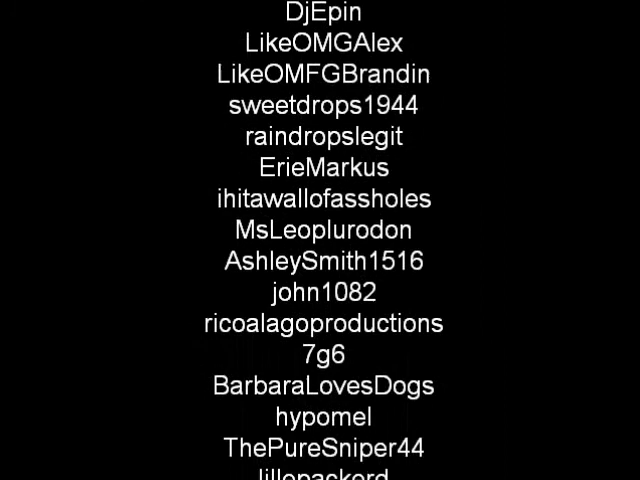 DjEpin
LikeOMGAlex
LikeOMFGBrandin
sweetdrops1944
raindropslegit
ErieMarkus
ihitawallofassholes
MsLeoplurodon
AshleySmith1516
john1082
ricoalagoproductions
7g6
BarbaraLovesDogs
hypomel
ThePureSniper44